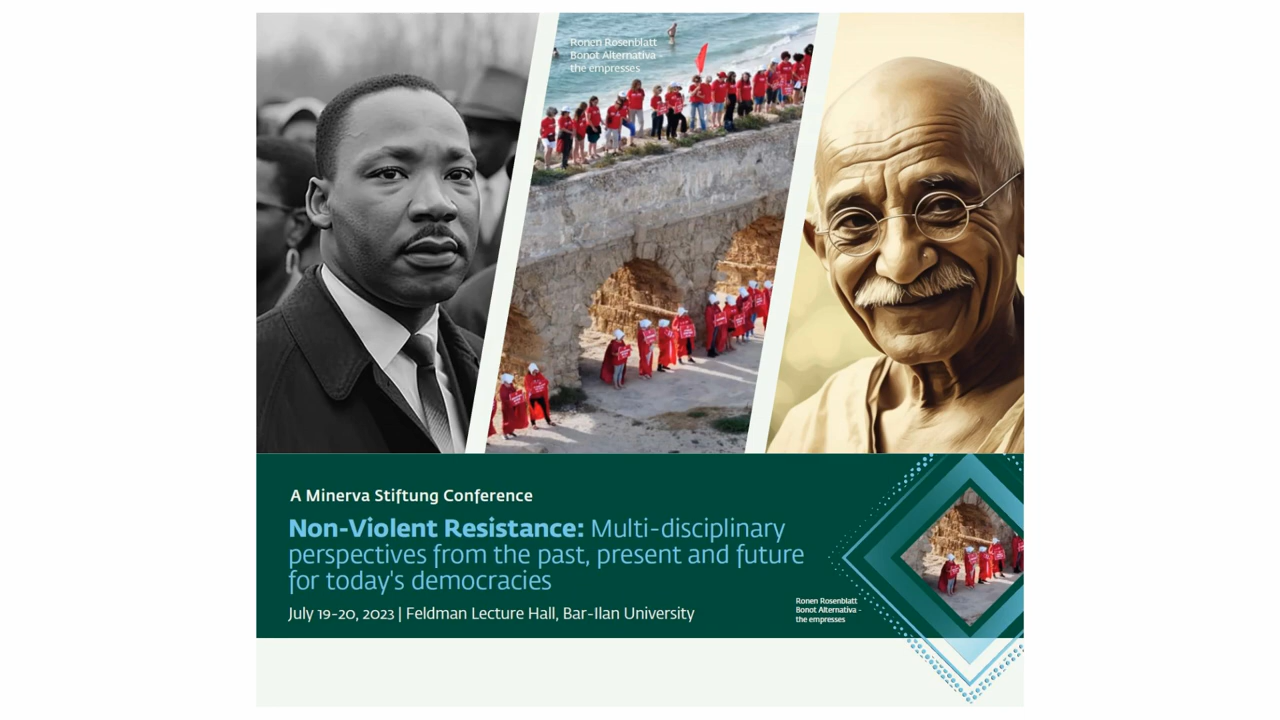 Ronen Rosenblatt
Bonot Alternativa -
the empresses
A Minerva Stiftung Conference
Non-Violent Resistance: Multi-disciplinary
perspectives from the past, present and future
for today's democracies
July 19-20, 2023 | Feldman Lecture Hall, Bar-Ilan University
Ronen Rosenblatt
Bonot Alternativa -
the empresses